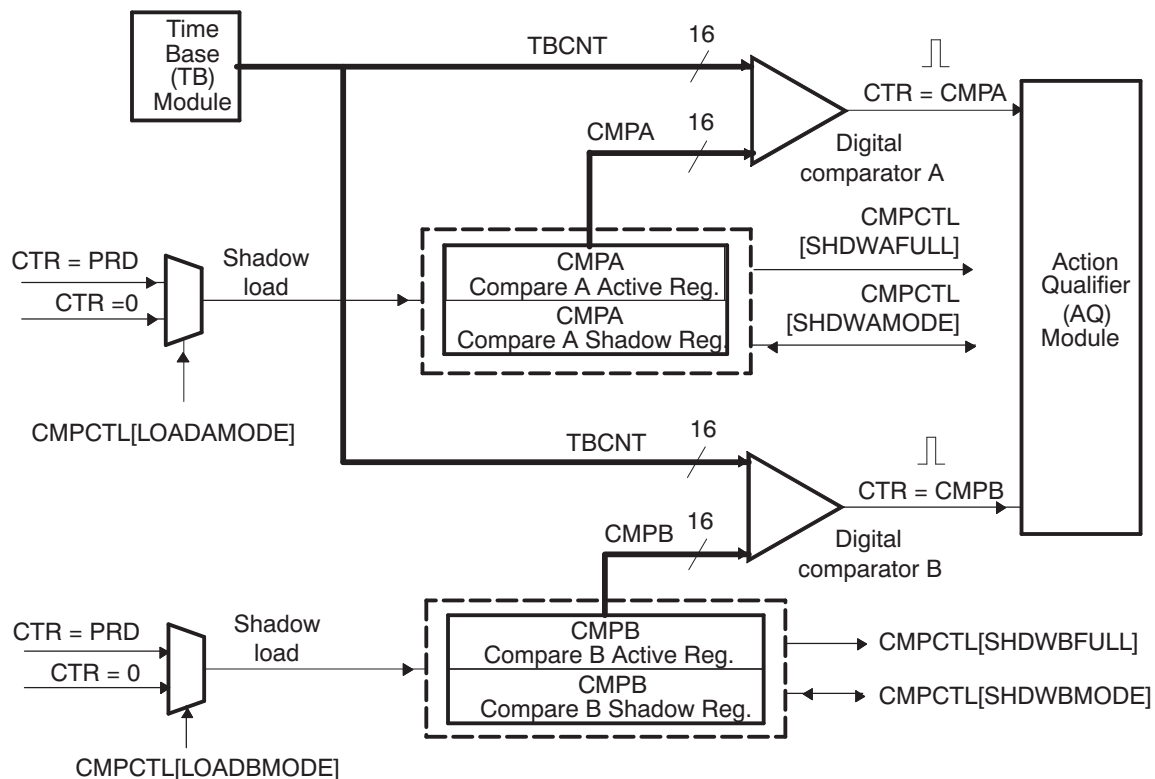 Time
Base
(TB)
Module
TBCNT
16
CTR = CMPA
CMPA
16
Digital
comparator A
CMPCTL
[SHDWAFULL]
CMPCTL
[SHDWAMODE]
Action
Qualifier
(AQ)
Module
CTR = PRD
CTR =0
Shadow
load
CMPA
Compare A Active Reg.
CMPA
Compare A Shadow Reg.
CMPCTL[LOADAMODE]
TBCNT
16
CTR = CMPB
CMPB
16
Digital
comparator B
CTR = PRD
CTR = 0
Shadow
load
CMPB
Compare B Active Reg.
CMPB
Compare B Shadow Reg.
CMPCTL[SHDWBFULL]
CMPCTL[SHDWBMODE]
CMPCTL[LOADBMODE]